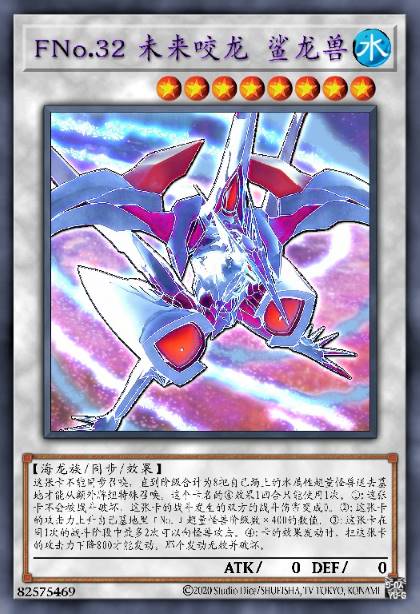 FNo.32 未来咬龙 鲨龙兽 水
【海龙族/同步/效果】
这张卡不能同步召唤，直到阶级合计为8把自己场上的水属性超量怪兽送去墓
地才能从额外牌组特殊召唤。这个卡名的④效果1回合只能使用1次。①：这张
卡不会被战斗破坏，这张卡的战斗发生的双方的战斗伤害变成0。②：这张卡
的攻击力上升自己墓地里「No.」超量怪兽阶级数×400的数值。③：这张卡在
同1次的战斗阶段中最多2次可以向怪兽攻击。④：卡的效果发动时，把这张卡
的攻击力下降800才能发动。那个发动无效并破坏。
ATK/ 0 DEF/ 0
82575469 ©2020 Studio Dice/SHUEISHA, TV TOKYO, KONAMI